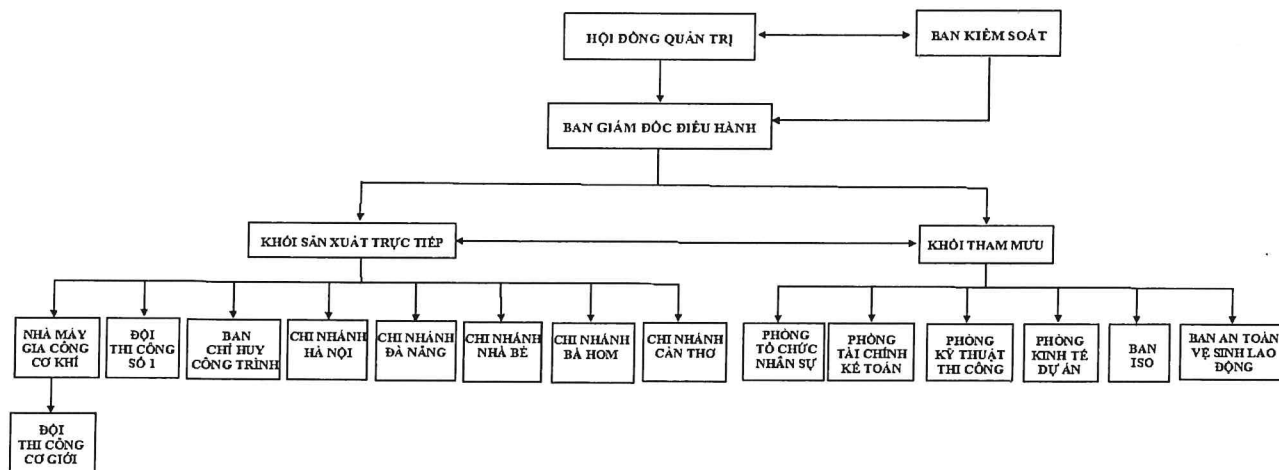 HỘI ĐỒNG QUẢN TRỊ
BAN KIỂM SOÁT
BAN GIÁM ĐỐC ĐIỀU HÀNH
KHỐI SẢN XUẤT TRỰC TIẾP
KHỐI THAM MƯU
NHÀ MÁY
GIA CÔNG
CƠ KHÍ
ĐỘI
THI CÔNG
SỐ 1
BAN
CHỈ HUY
CÔNG TRÌNH
CHI NHÁNH
HÀ NỘI
CHI NHÁNH
ĐÀ NẴNG
CHI NHÁNH
NHÀ BÈ
CHI NHÁNH
BÀ HOM
CHI NHÁNH
CẦN THƠ
PHÒNG
TỔ CHỨC
NHÂN SỰ
PHÒNG
TÀI CHÍNH
KẾ TOÁN
PHÒNG
KỸ THUẬT
THI CÔNG
PHÒNG
KINH TẾ
DỰ ÁN
BAN
ISO
BAN AN TOÀN
VỆ SINH LAO
ĐỘNG
ĐỘI
THI CÔNG
CƠ GIỚI